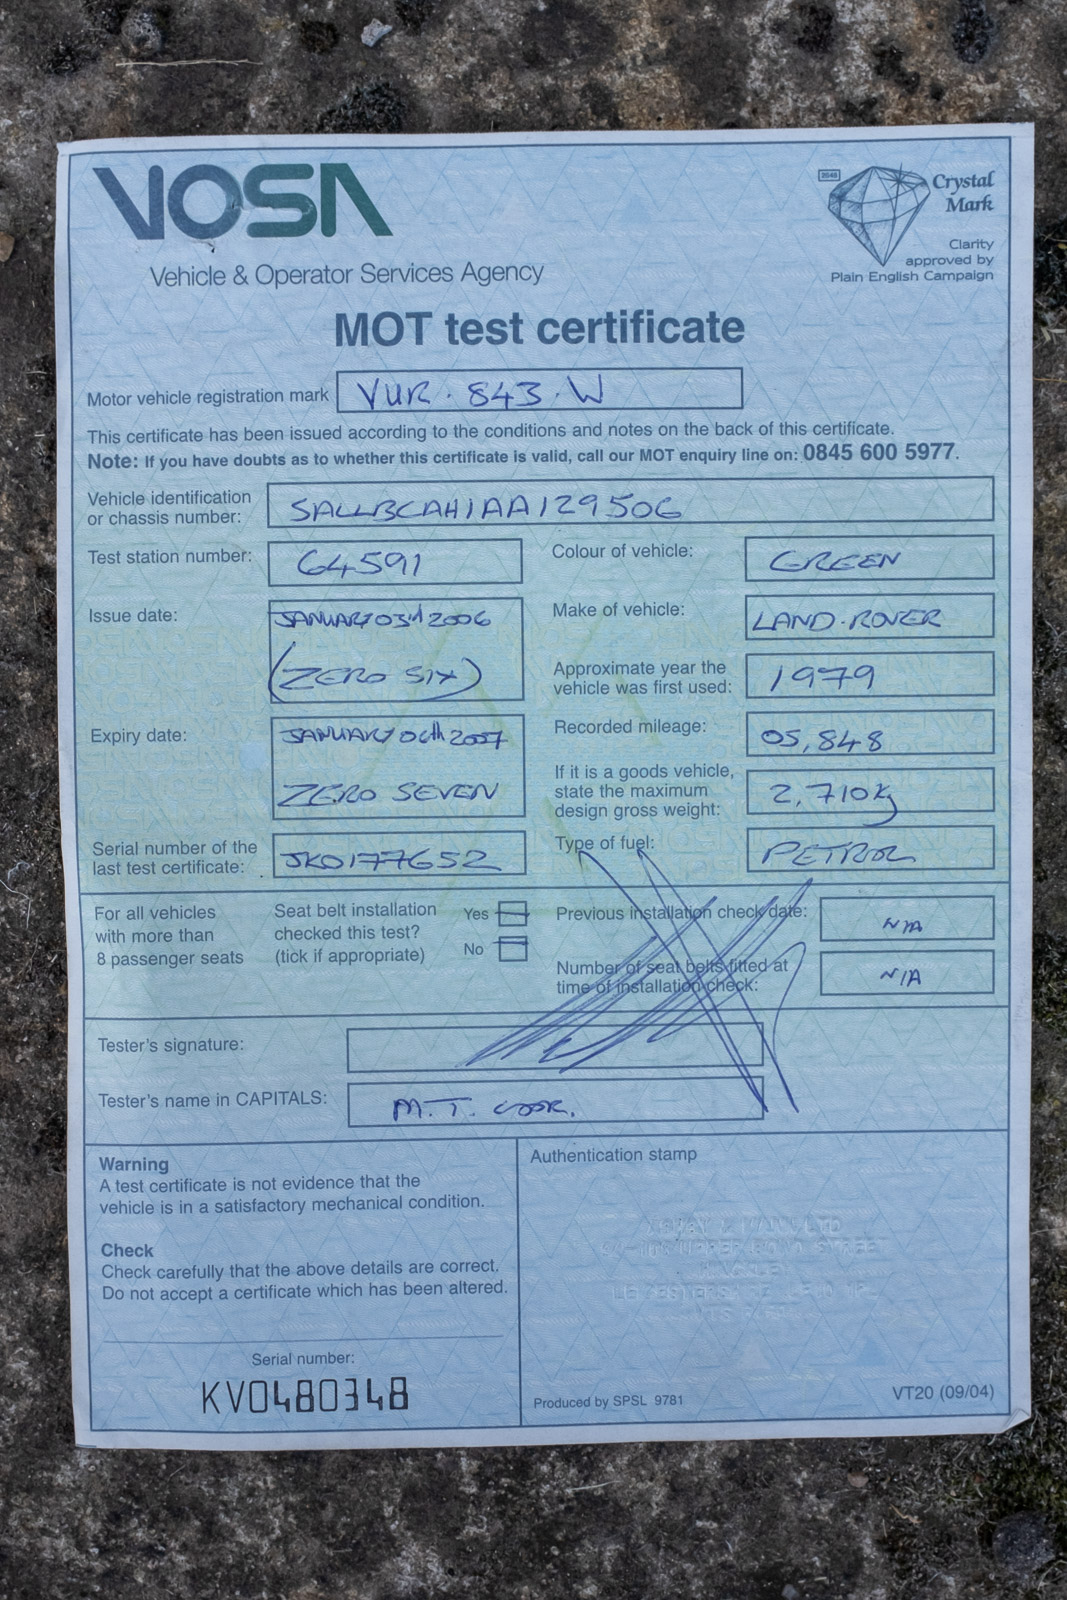 VOSA
Vehicle & Operator Services Agency
2648
Crystal
Mark
Clarity
approved by
Plain English Campaign
MOT test certificate
Motor vehicle registration mark VUR. 843. W
This certificate has been issued according to the conditions and notes on the back of this certificate.
Note: If you have doubts as to whether this certificate is valid, call our MOT enquiry line on: 0845 600 5977.
Vehicle identification
or chassis number: SALLBCAH1AA129506
Test station number: 64591
Colour of vehicle: GREEN
Issue date: JANUARY 03rd 2006
(ZERO SIX)
Make of vehicle: LAND.ROVER
Approximate year the
vehicle was first used: 1979
Expiry date: JANUARY 06th 2007
ZERO SEVEN
Recorded mileage: 05,848
If it is a goods vehicle,
state the maximum
design gross weight: 2,710kg
Serial number of the
last test certificate: JK0177652
Type of fuel: PETROL
For all vehicles
with more than
8 passenger seats
Seat belt installation
checked this test?
(tick if appropriate)
Yes
No
Previous installation check date: N/A
Number of seat belts fitted at
time of installation check: N/A
Tester's signature:
Tester's name in CAPITALS: M.T. COOK.
Warning
A test certificate is not evidence that the
vehicle is in a satisfactory mechanical condition.
Check
Check carefully that the above details are correct.
Do not accept a certificate which has been altered.
Serial number:
KV0480348
Authentication stamp
UPPER BOND STREET
HINCKLEY
Produced by SPSL 9781
VT20 (09/04)